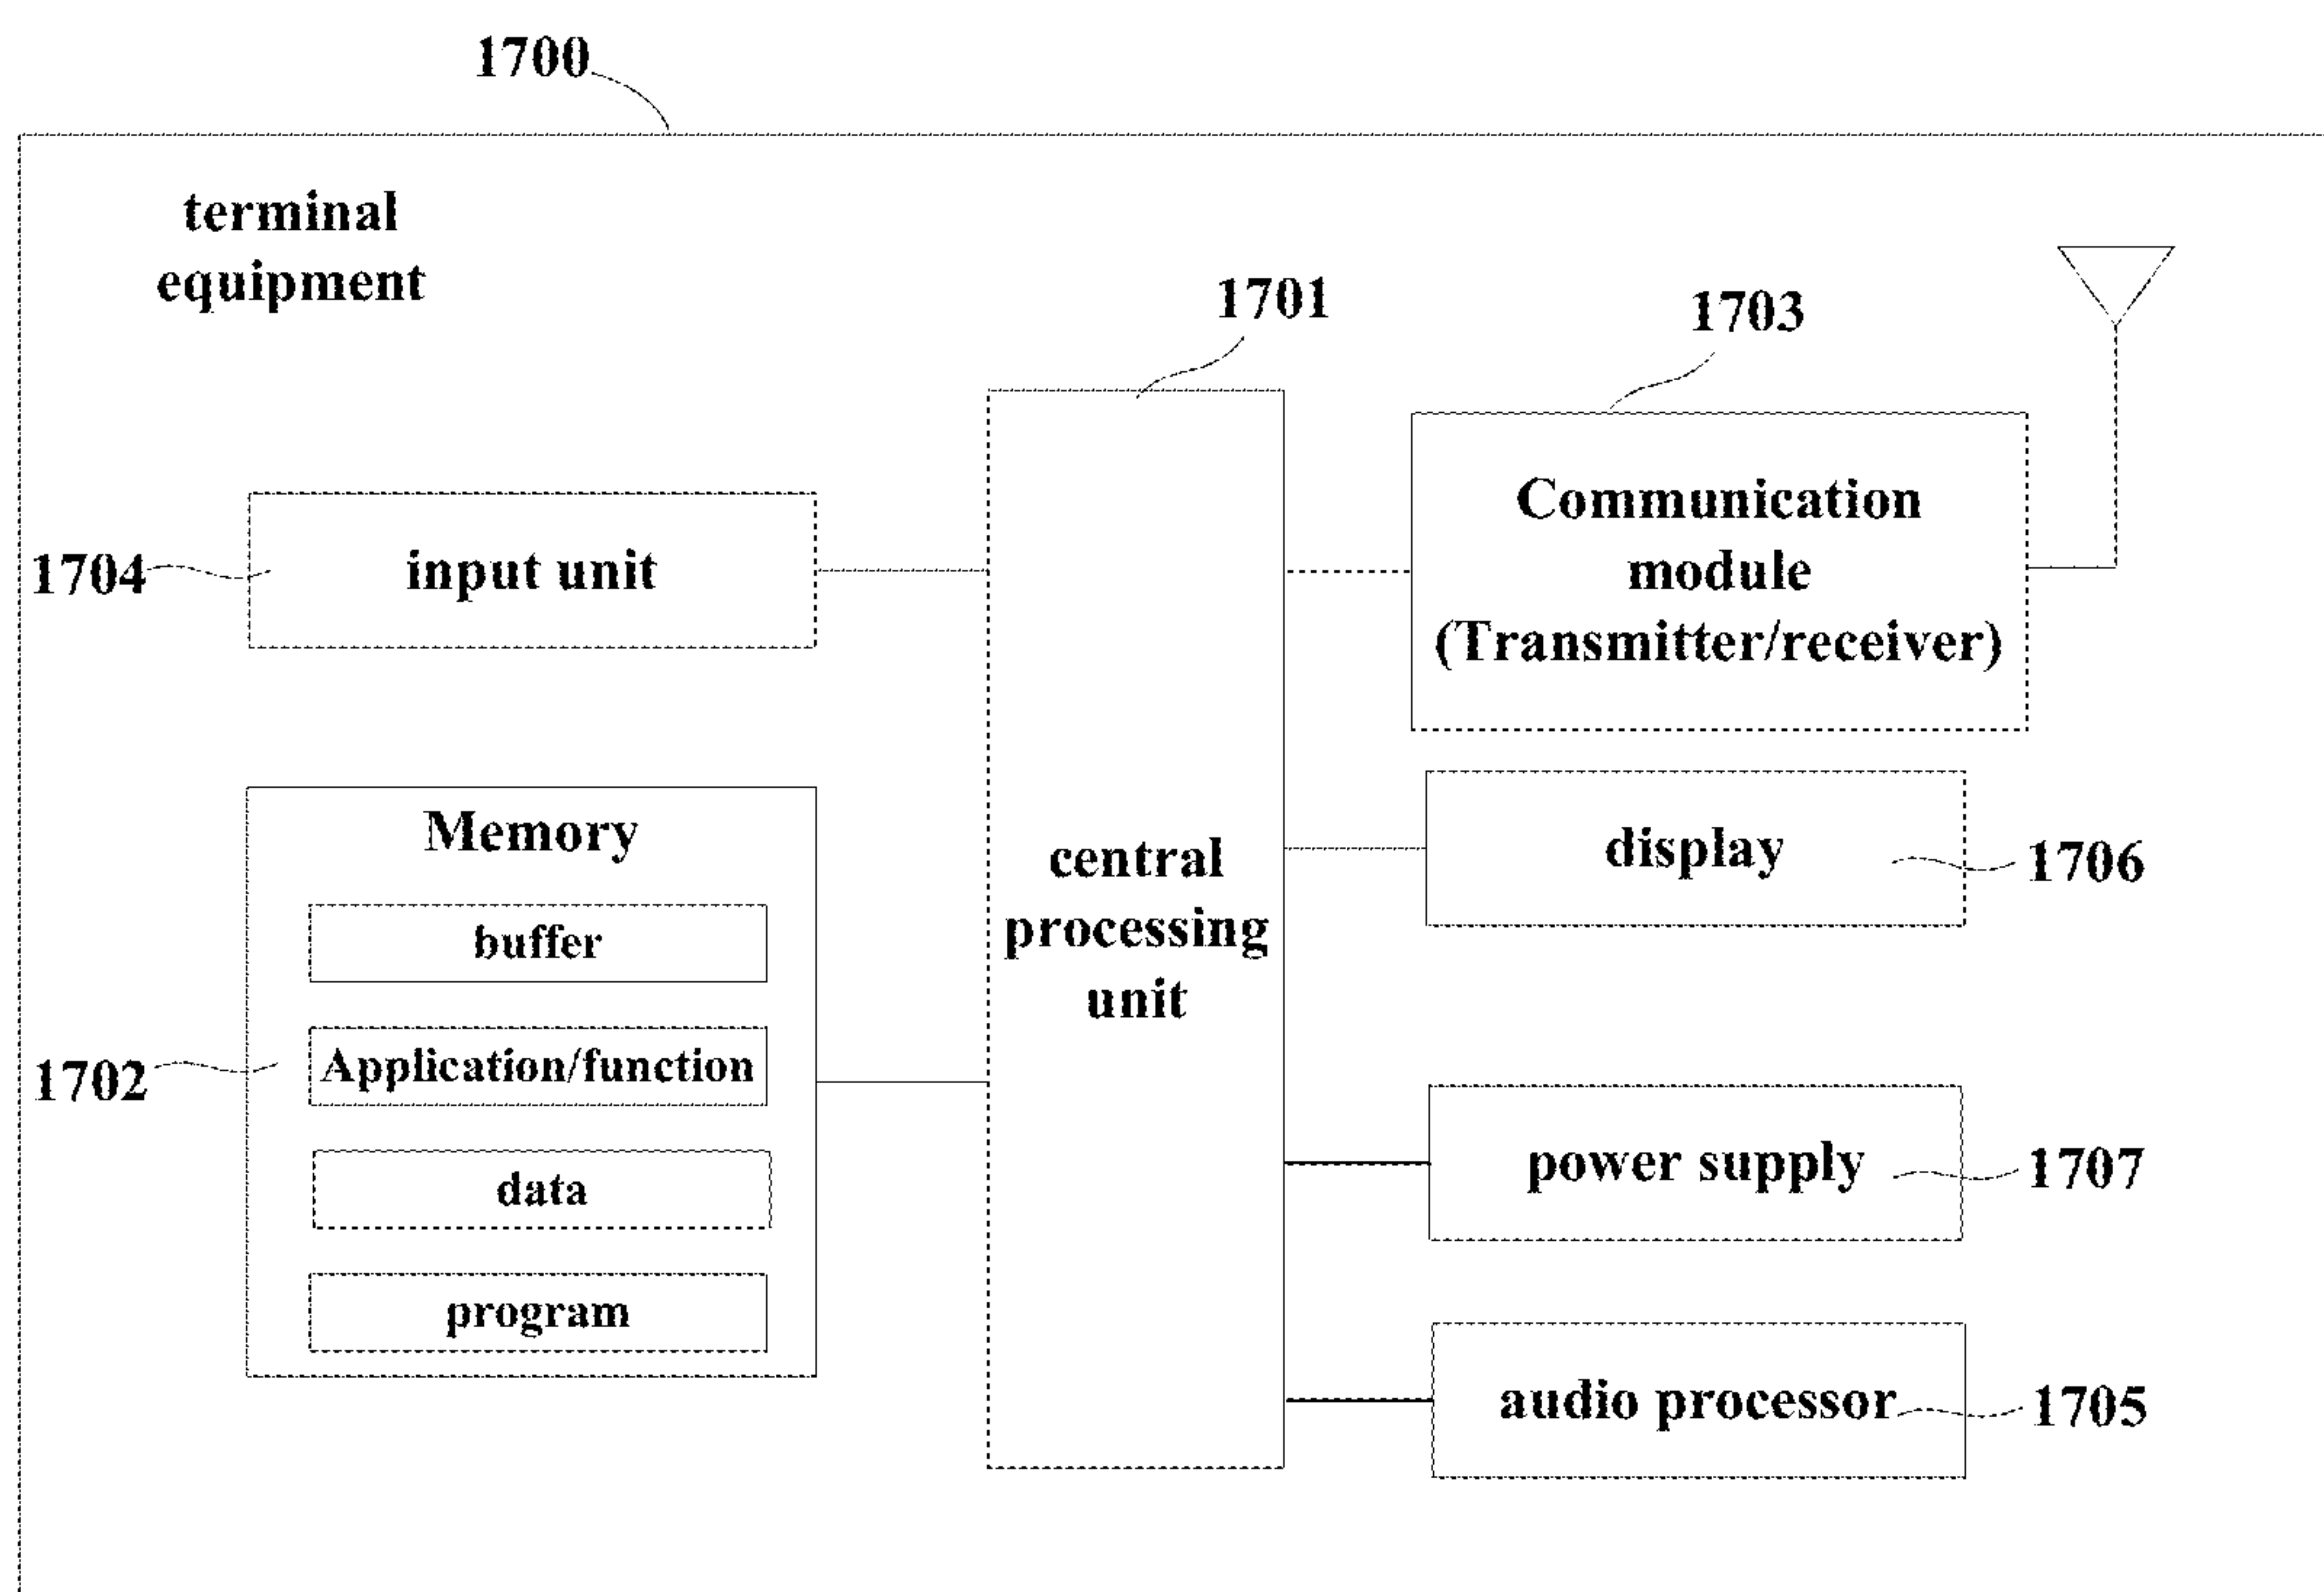 1700
terminal
equipment
1701
1703
1704
input unit
Communication
module
(Transmitter/receiver)
Memory
buffer
Application/function
data
program
1702
central
processing
unit
display
1706
power supply
1707
audio processor
1705